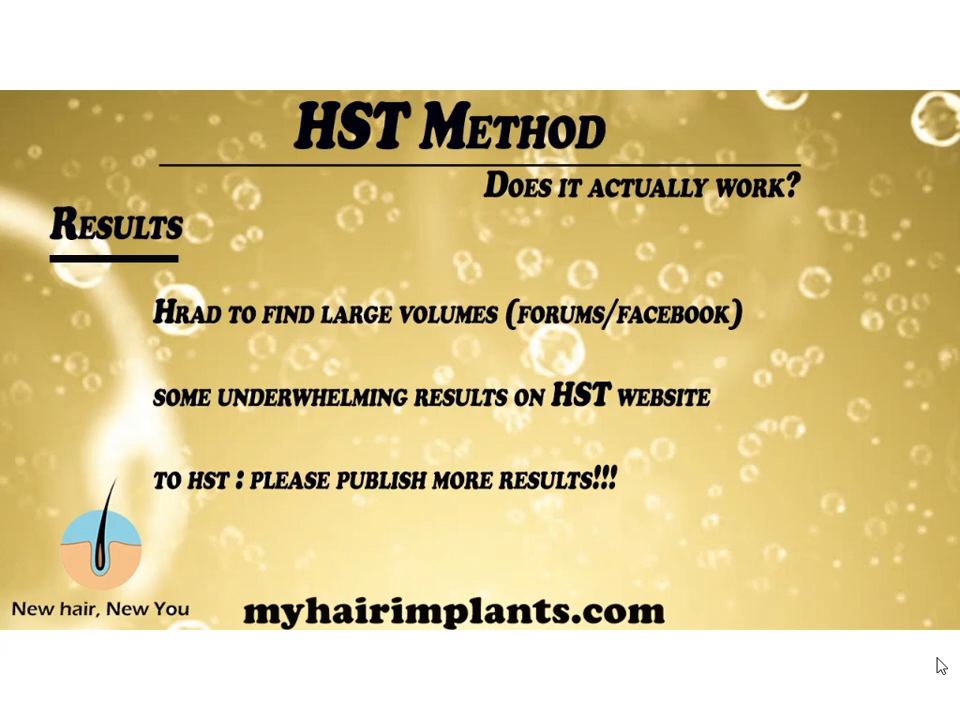 HST Method
Does it actually work?
Results
Hrad to find large volumes (forums/facebook)
some underwhelming results on HST website
to hst : please publish more results!!!
New hair, New You
myhairimplants.com